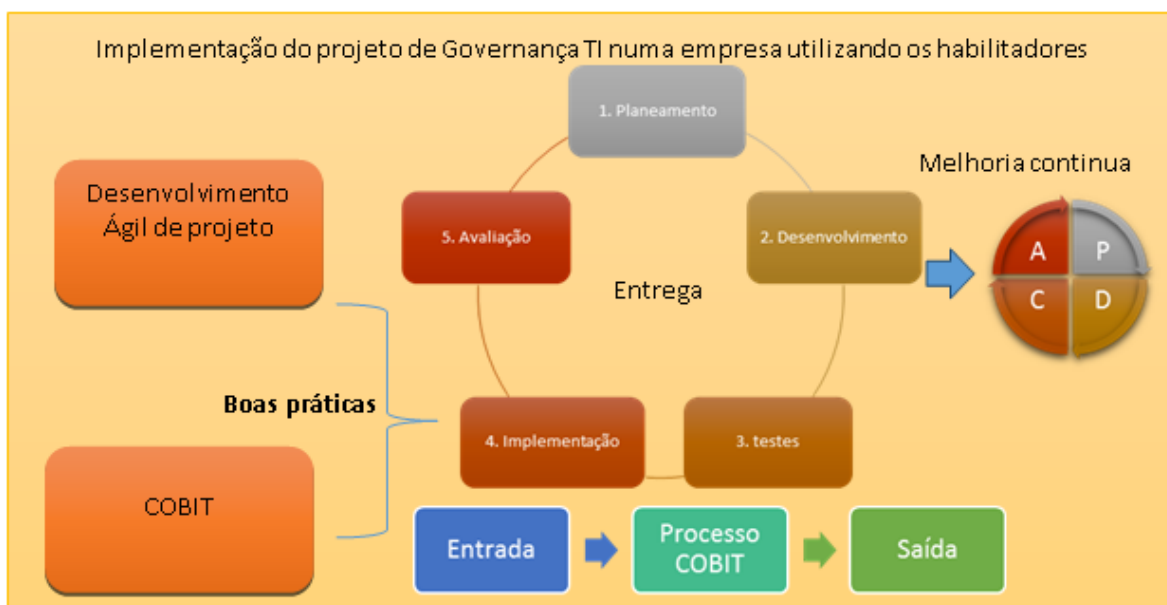 Implementação do projeto de Governança TI numa empresa utilizando os habilitadores
Desenvolvimento
Ágil de projeto
COBIT
Boas práticas
1. Planeamento
2. Desenvolvimento
3. testes
4. Implementação
5. Avaliação
Entrega
Melhoria continua
A
P
C
D
Entrada
Processo
COBIT
Saída